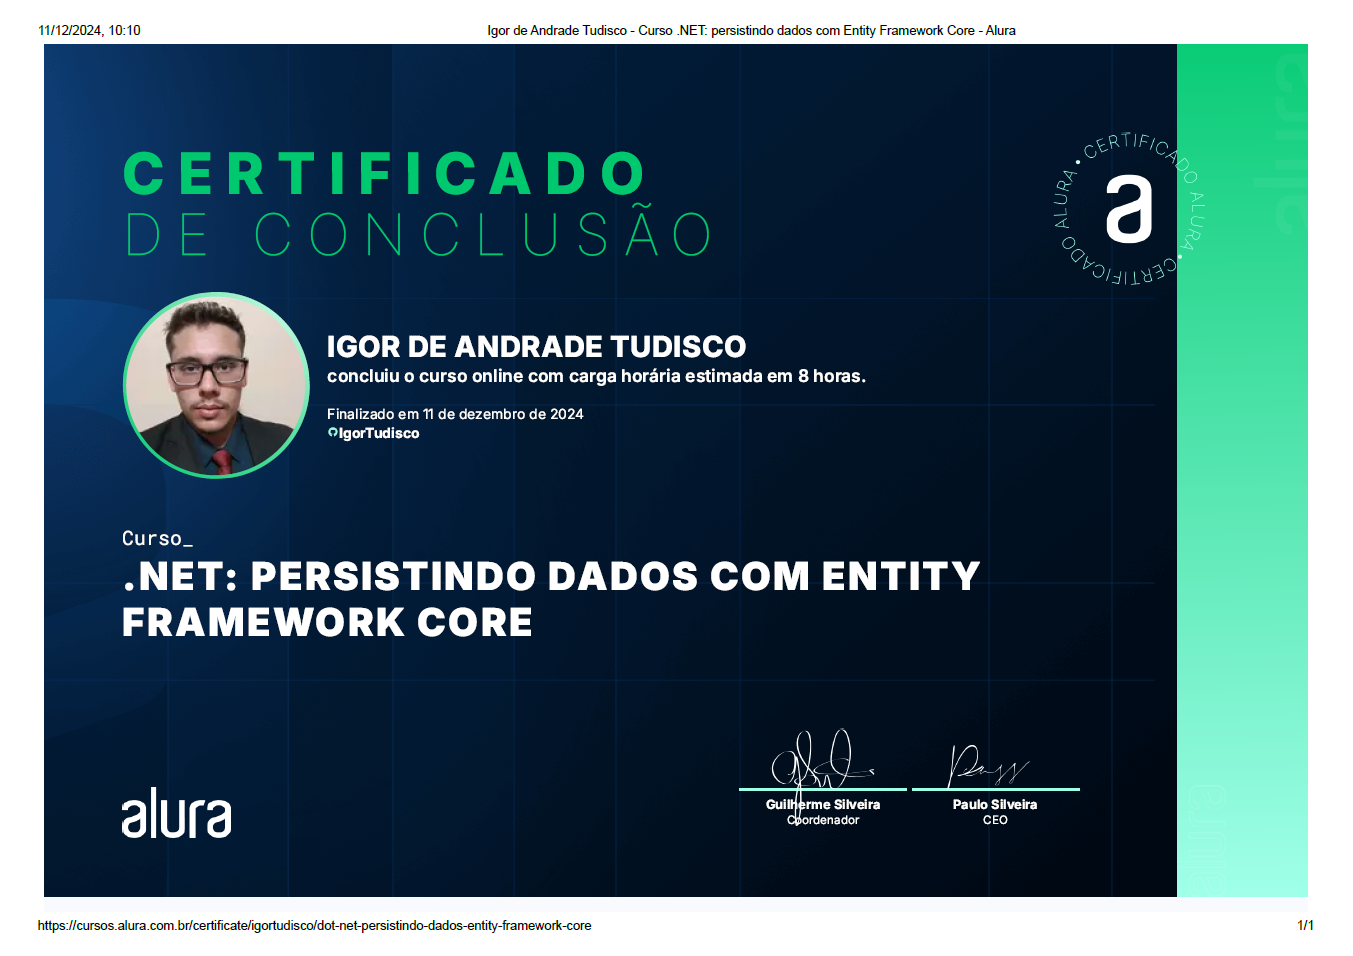 11/12/2024, 10:10
Igor de Andrade Tudisco - Curso .NET: persistindo dados com Entity Framework Core - Alura
CERTIFICADO
DE CONCLUSÃO
CERTIFICADO ALURA • CERTIFICADO ALURA •
a
alura
IGOR DE ANDRADE TUDISCO
concluiu o curso online com carga horária estimada em 8 horas.
Finalizado em 11 de dezembro de 2024
IgorTudisco
Curso_
.NET: PERSISTINDO DADOS COM ENTITY
FRAMEWORK CORE
alura
Guilherme Silveira
Coordenador
Paulo Silveira
CEO
alura
https://cursos.alura.com.br/certificate/igortudisco/dot-net-persistindo-dados-entity-framework-core
1/1